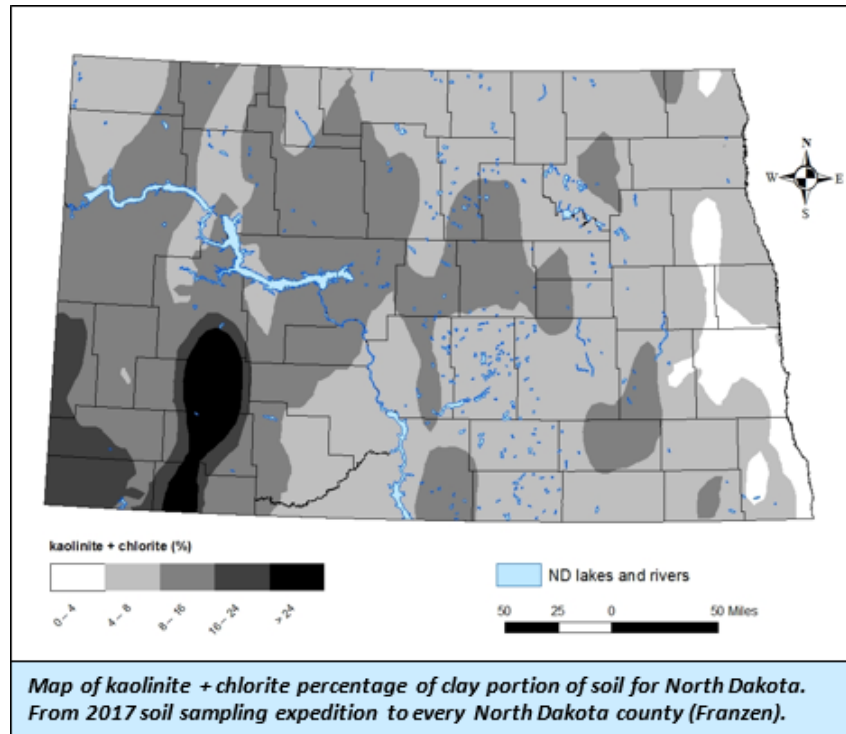 N
W E
S
kaolinite + chlorite (%)
0 – 4
4 – 8
8 – 16
16 – 24
> 24
ND lakes and rivers
50 25 0 50 Miles
Map of kaolinite + chlorite percentage of clay portion of soil for North Dakota.
From 2017 soil sampling expedition to every North Dakota county (Franzen).